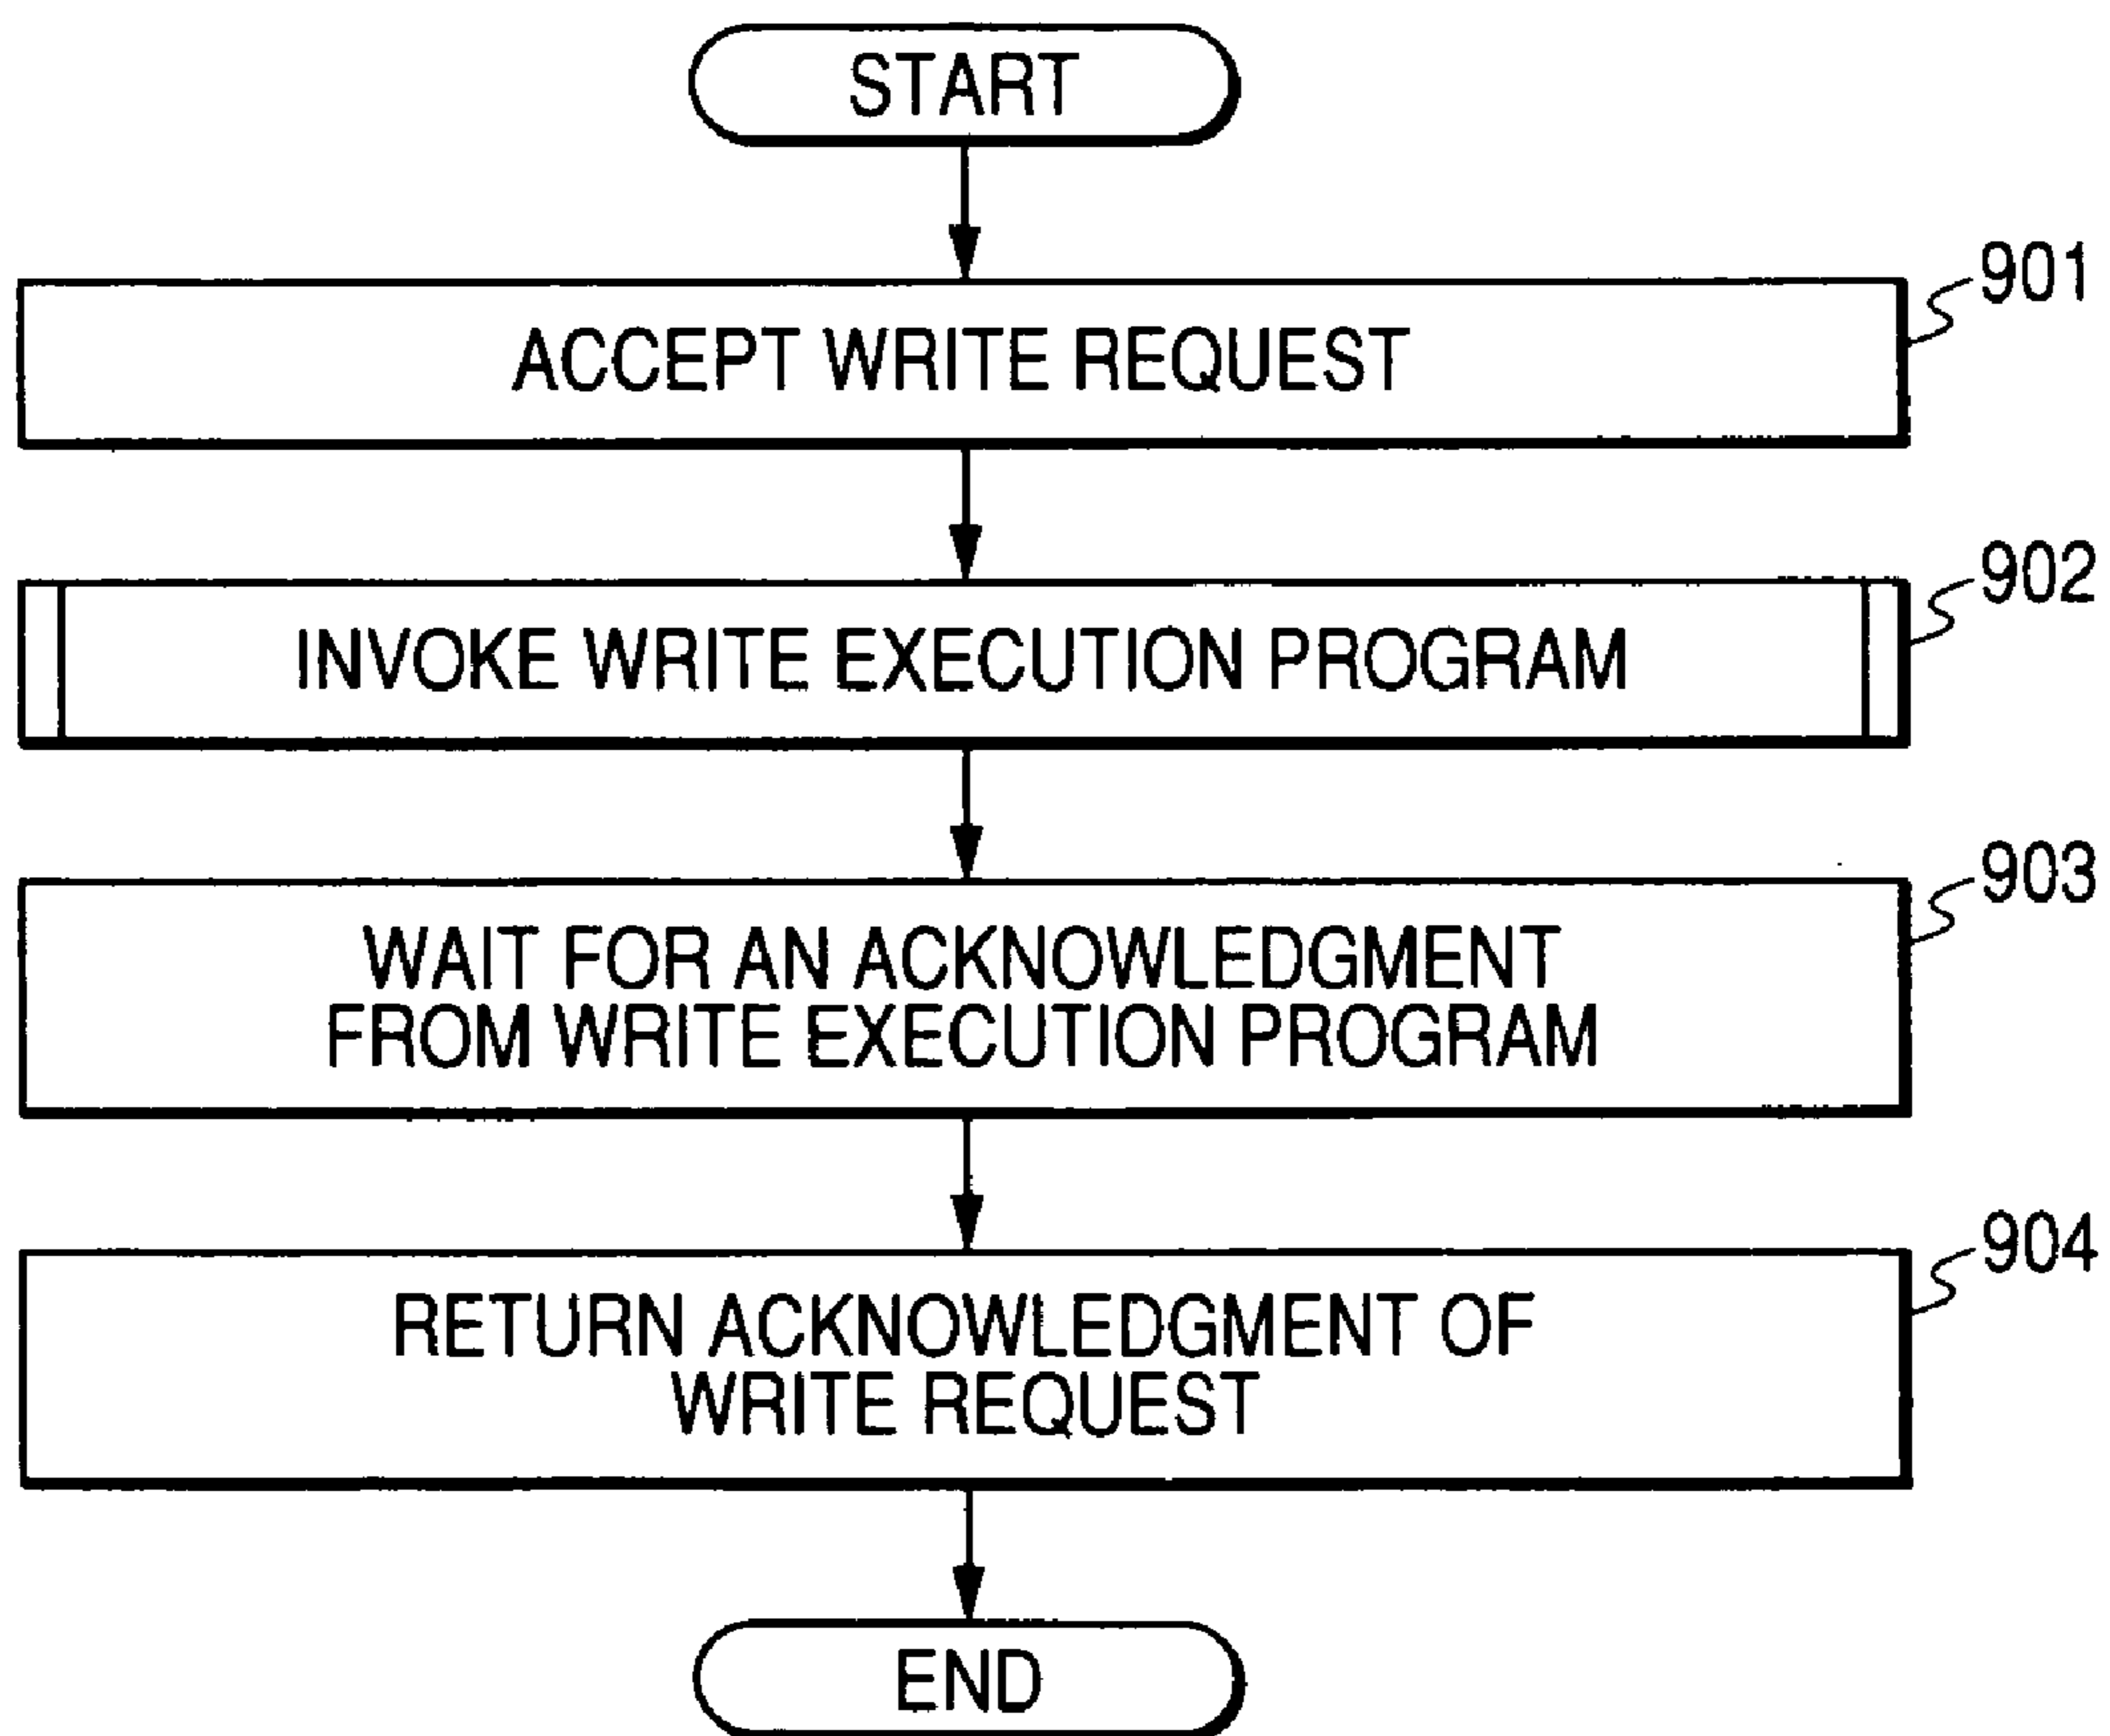 START
901
ACCEPT WRITE REQUEST
902
INVOKE WRITE EXECUTION PROGRAM
903
WAIT FOR AN ACKNOWLEDGMENT
FROM WRITE EXECUTION PROGRAM
904
RETURN ACKNOWLEDGMENT OF
WRITE REQUEST
END